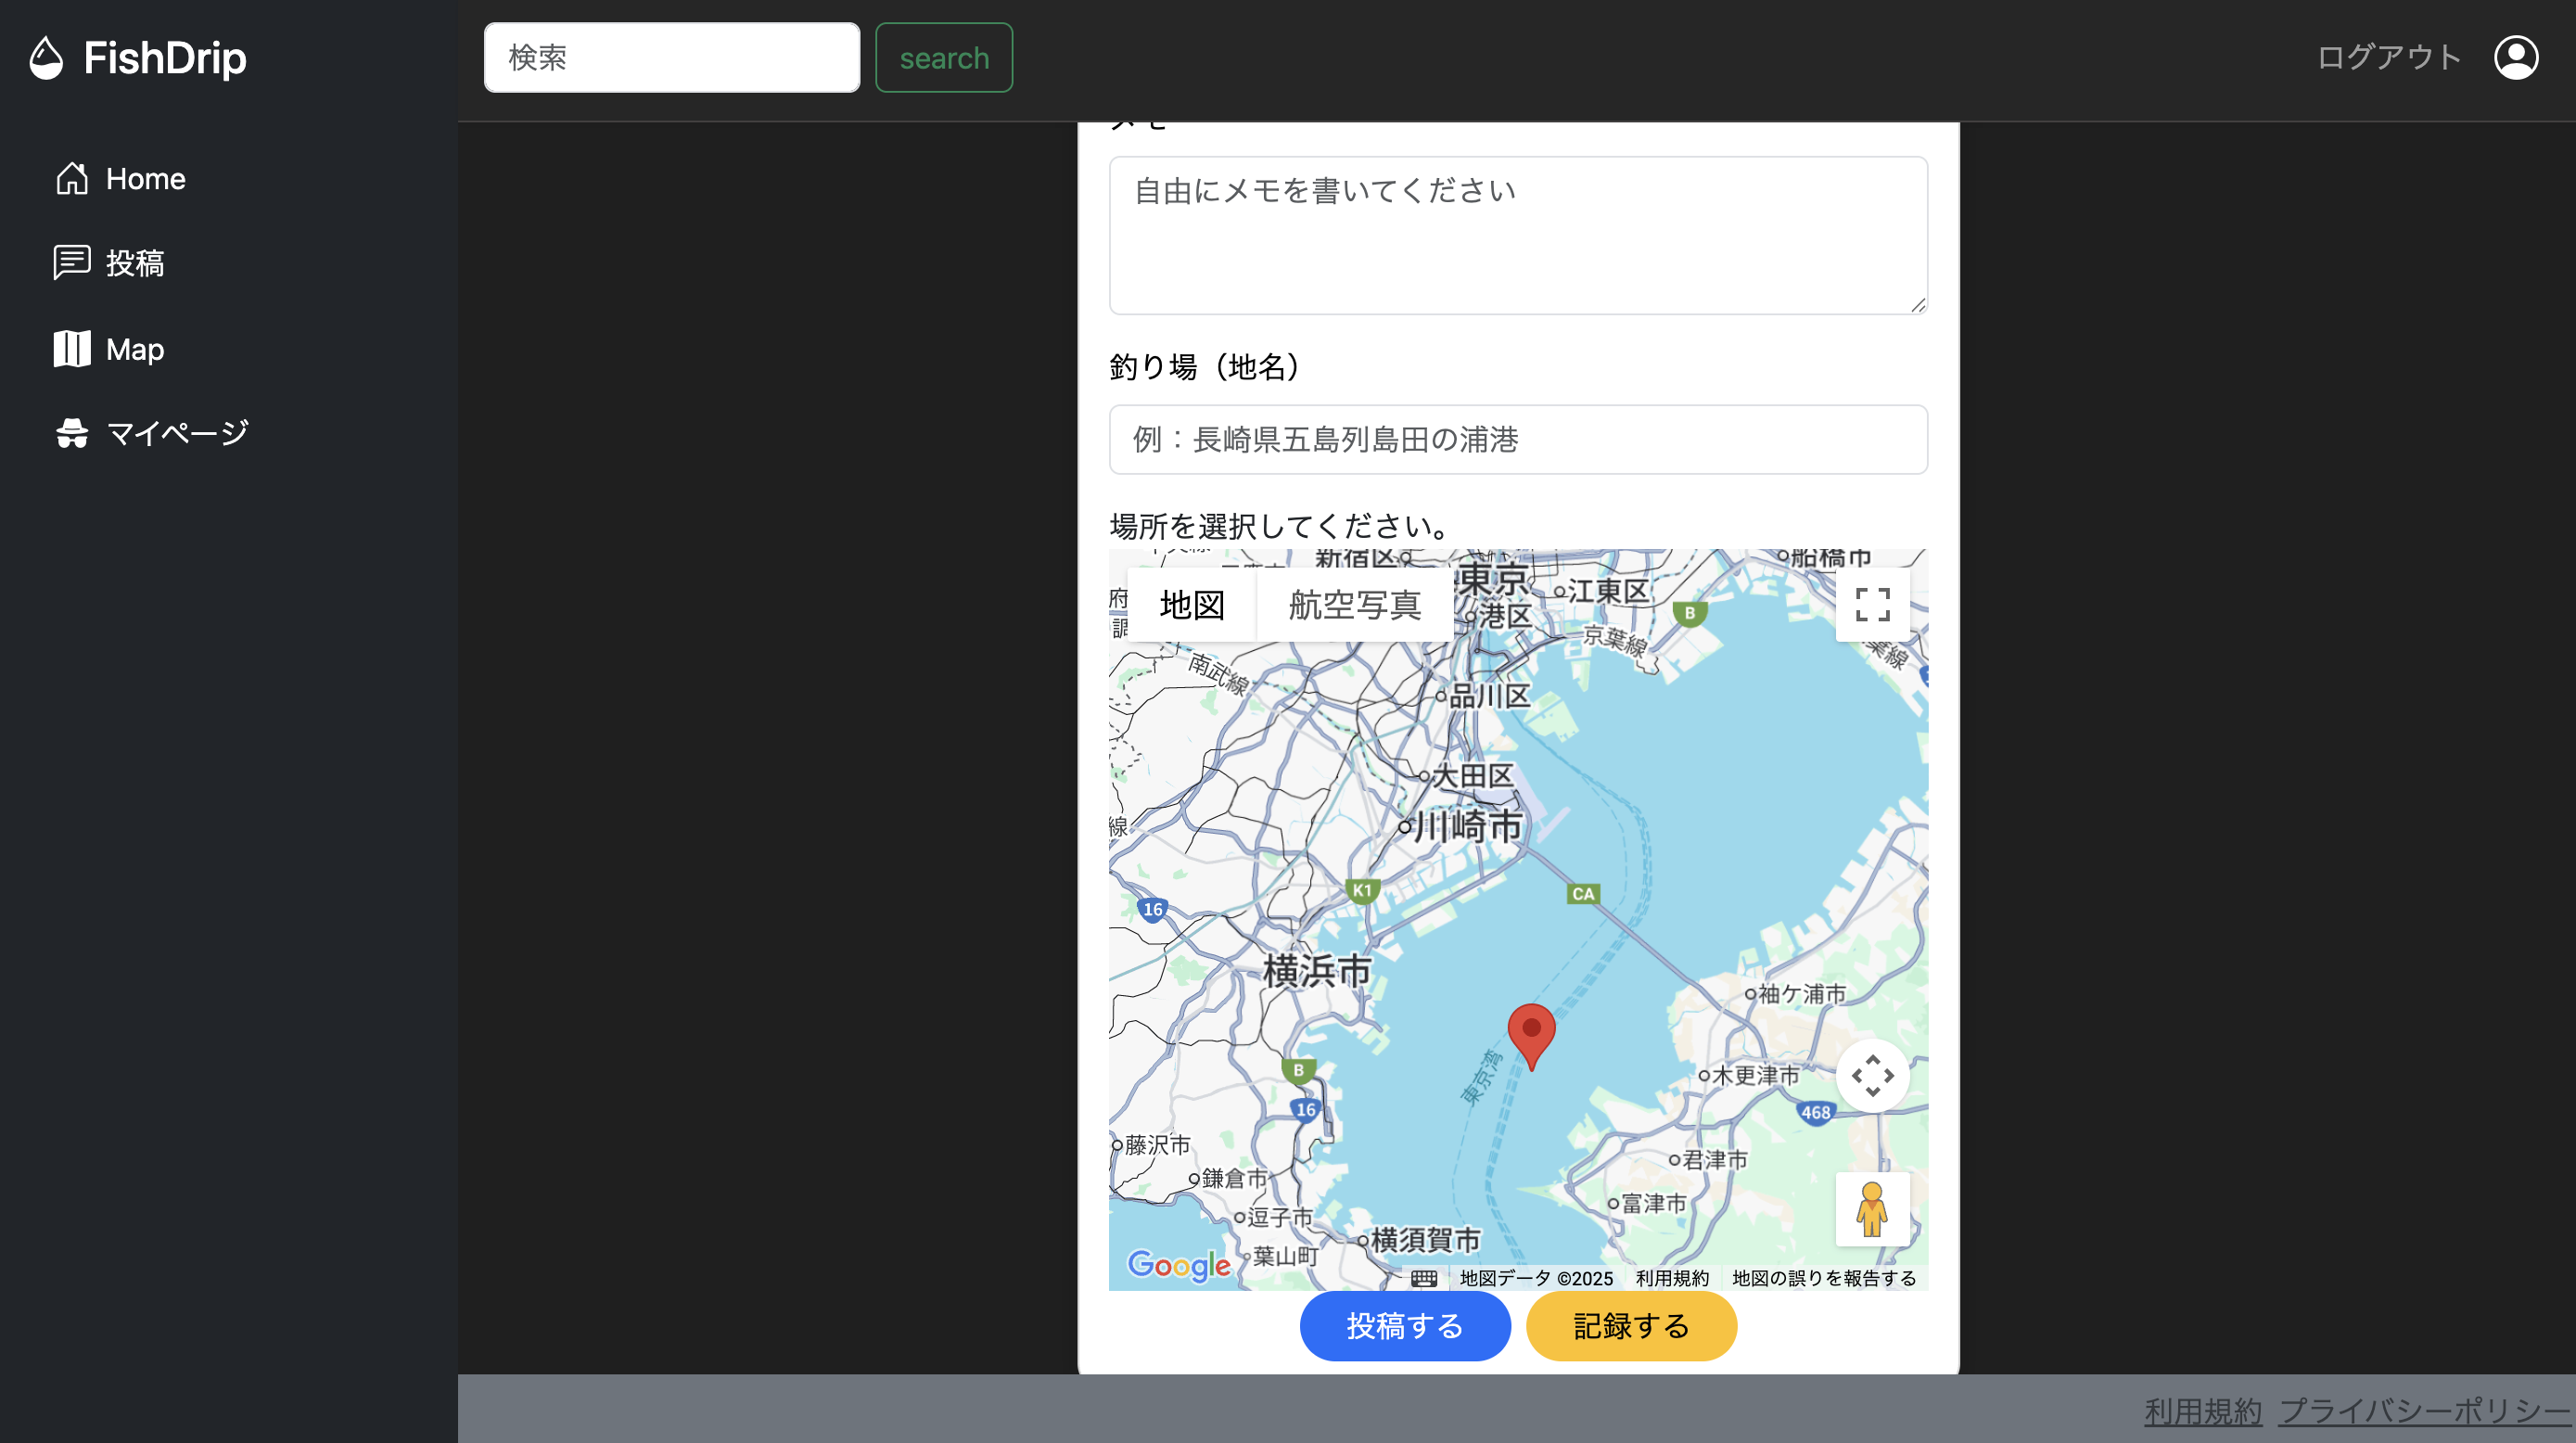 FishDrip
検索
search
ログアウト
Home
投稿
Map
マイページ
メモ
自由にメモを書いてください
釣り場（地名）
例：長崎県五島列島田の浦港
場所を選択してください。
地図
航空写真
新宿区
東京
港区
江東区
船橋市
B
京葉線
葉線
府
調
南武線
品川区
大田区
川崎市
線
K1
CA
16
横浜市
袖ケ浦市
東京湾
木更津市
B
16
468
藤沢市
君津市
鎌倉市
富津市
逗子市
横須賀市
葉山町
Google
地図データ ©2025
利用規約
地図の誤りを報告する
投稿する
記録する
利用規約
プライバシーポリシー